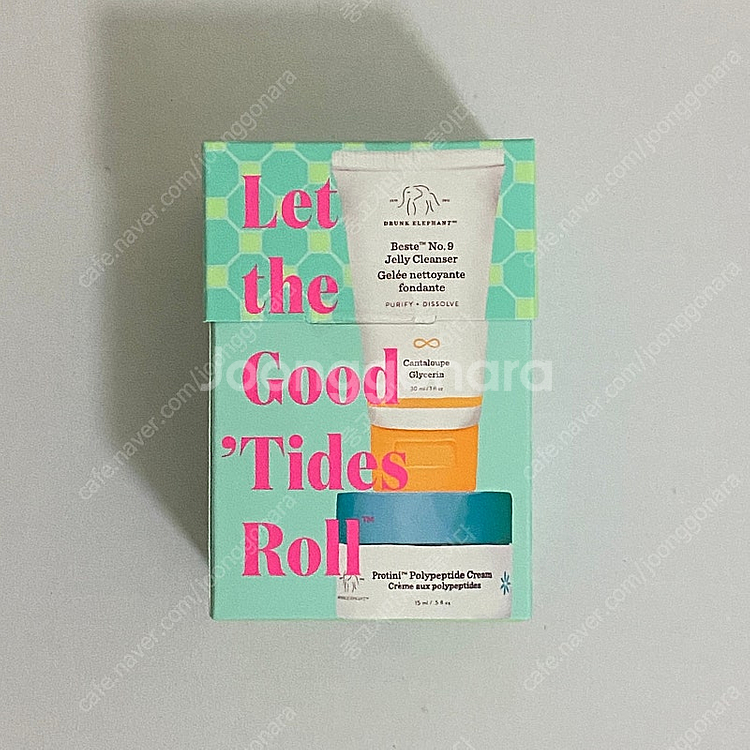 Let
the
Good
’Tides
Roll™
DRUNK ELEPHANT™
Beste™ No. 9
Jelly Cleanser
Gelée nettoyante
fondante
PURIFY • DISSOLVE
Cantaloupe
Glycerin
30 ml / 1 fl oz
Protini™ Polypeptide Cream
Crème aux polypeptides
15 ml / .5 fl oz
Joonggonara
cafe.naver.com/joonggonara